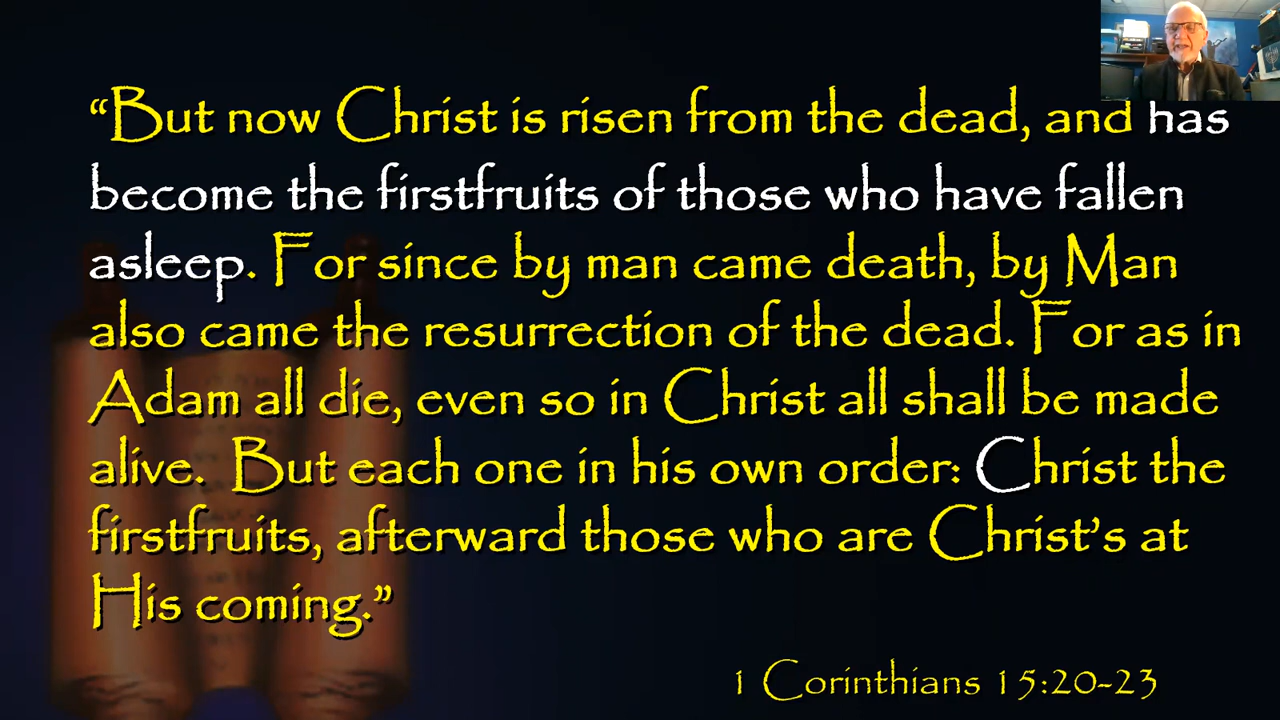 “But now Christ is risen from the dead, and has
become the firstfruits of those who have fallen
asleep. For since by man came death, by Man
also came the resurrection of the dead. For as in
Adam all die, even so in Christ all shall be made
alive.  But each one in his own order: Christ the
firstfruits, afterward those who are Christ’s at
His coming.”
1 Corinthians 15:20-23